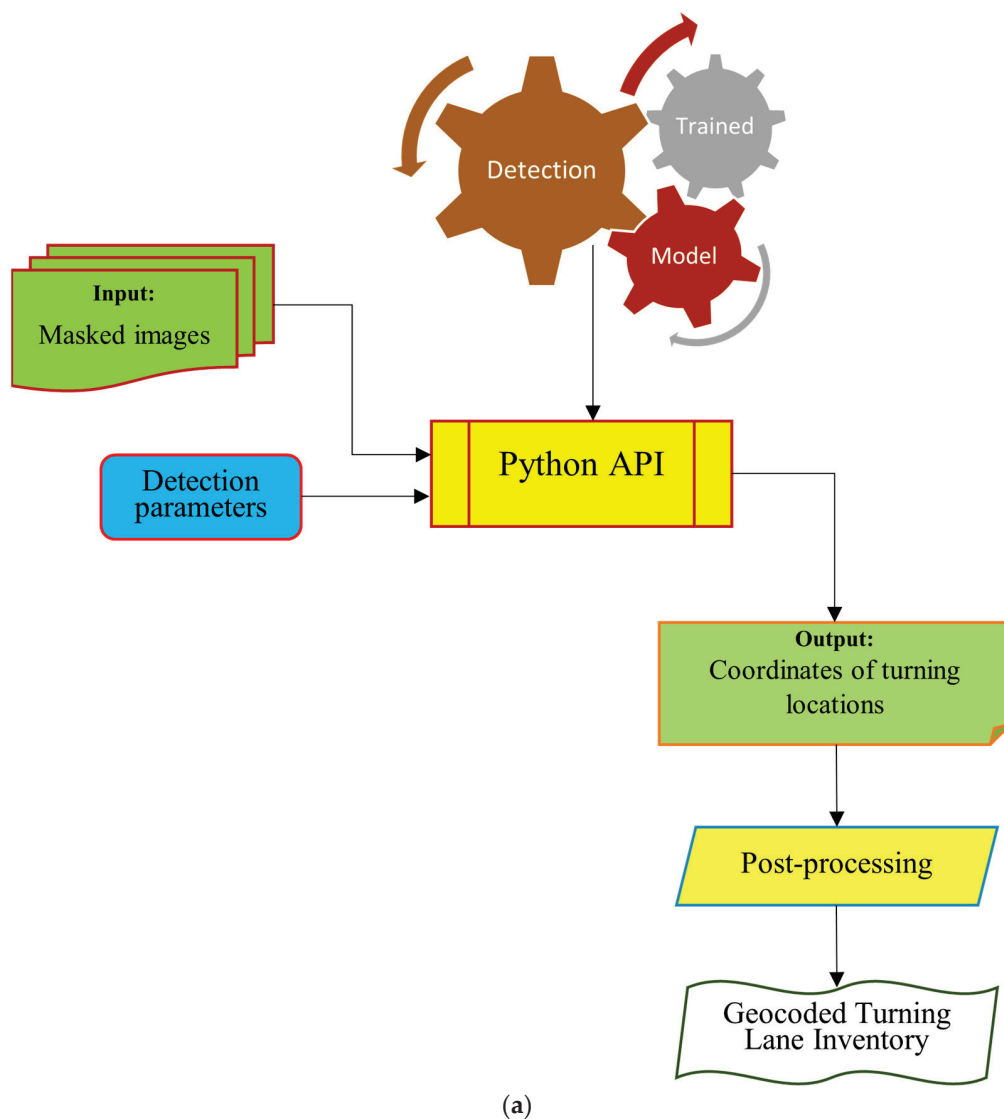 Trained
Detection
Model
Input:
Masked images
Python API
Detection
parameters
Output:
Coordinates of turning
locations
Post-processing
Geocoded Turning
Lane Inventory
(a)